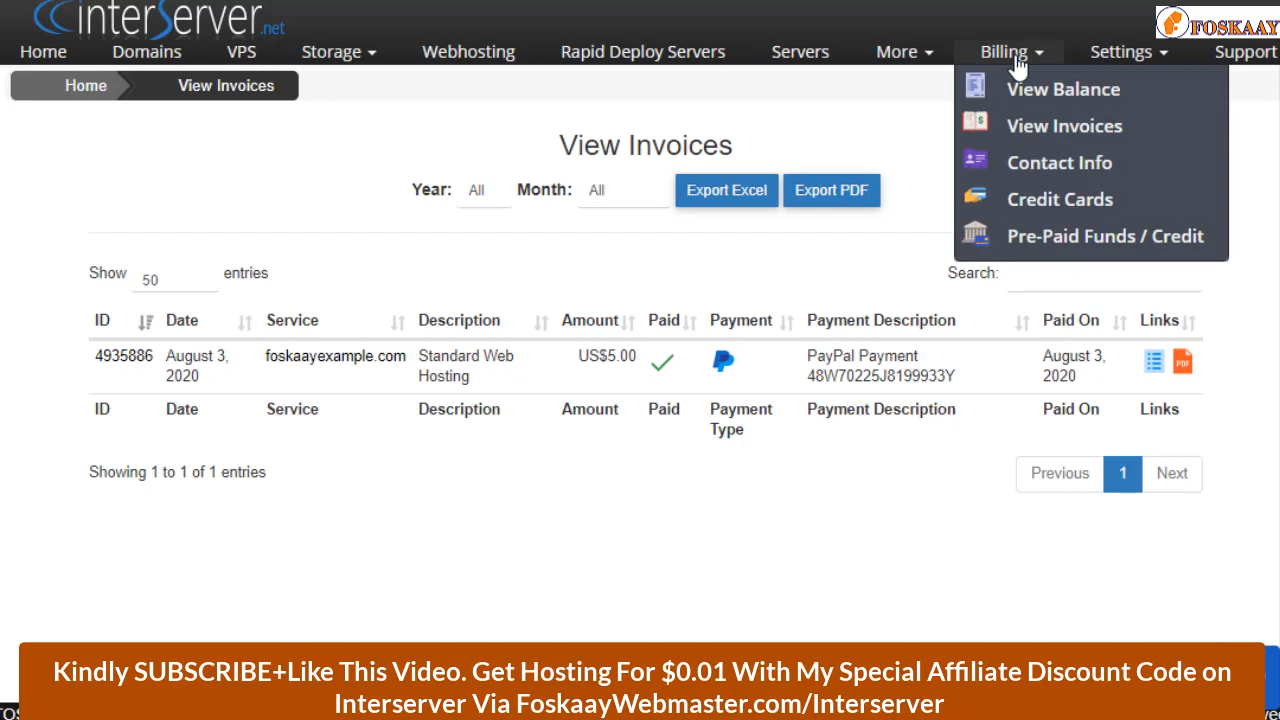 interServer.net
FOSKAAY
Home Domains VPS Storage Webhosting Rapid Deploy Servers Servers More Billing Settings Support
Home View Invoices
View Balance
View Invoices
Contact Info
Credit Cards
Pre-Paid Funds / Credit
View Invoices
Year: All Month: All Export Excel Export PDF
Show 50 entries Search:
ID Date Service Description Amount Paid Payment Payment Description Paid On Links
4935886 August 3, foskaayexample.com Standard Web US$5.00 PayPal Payment August 3, PDF
2020 Hosting 48W70225J8199933Y 2020
ID Date Service Description Amount Paid Payment Payment Description Paid On Links
Type
Showing 1 to 1 of 1 entries Previous 1 Next
Kindly SUBSCRIBE+Like This Video. Get Hosting For $0.01 With My Special Affiliate Discount Code on
Interserver Via FoskaayWebmaster.com/Interserver